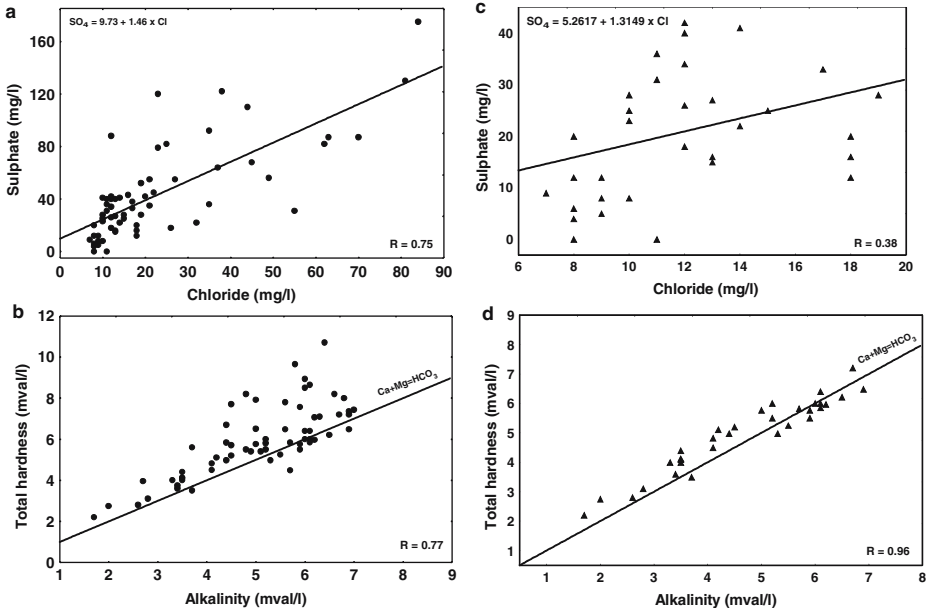 a
SO₄ = 9.73 + 1.46 x Cl
160
120
80
40
0
Sulphate (mg/l)
R = 0.75
0 10 20 30 40 50 60 70 80 90
Chloride (mg/l)
c
SO₄ = 5.2617 + 1.3149 x Cl
40
30
20
10
0
Sulphate (mg/l)
R = 0.38
6 8 10 12 14 16 18 20
Chloride (mg/l)
b
12
10
8
6
4
2
0
Total hardness (mval/l)
Ca+Mg=HCO₃
R = 0.77
1 2 3 4 5 6 7 8 9
Alkalinity (mval/l)
d
9
8
7
6
5
4
3
2
1
Total hardness (mval/l)
Ca+Mg=HCO₃
R = 0.96
1 2 3 4 5 6 7 8
Alkalinity (mval/l)